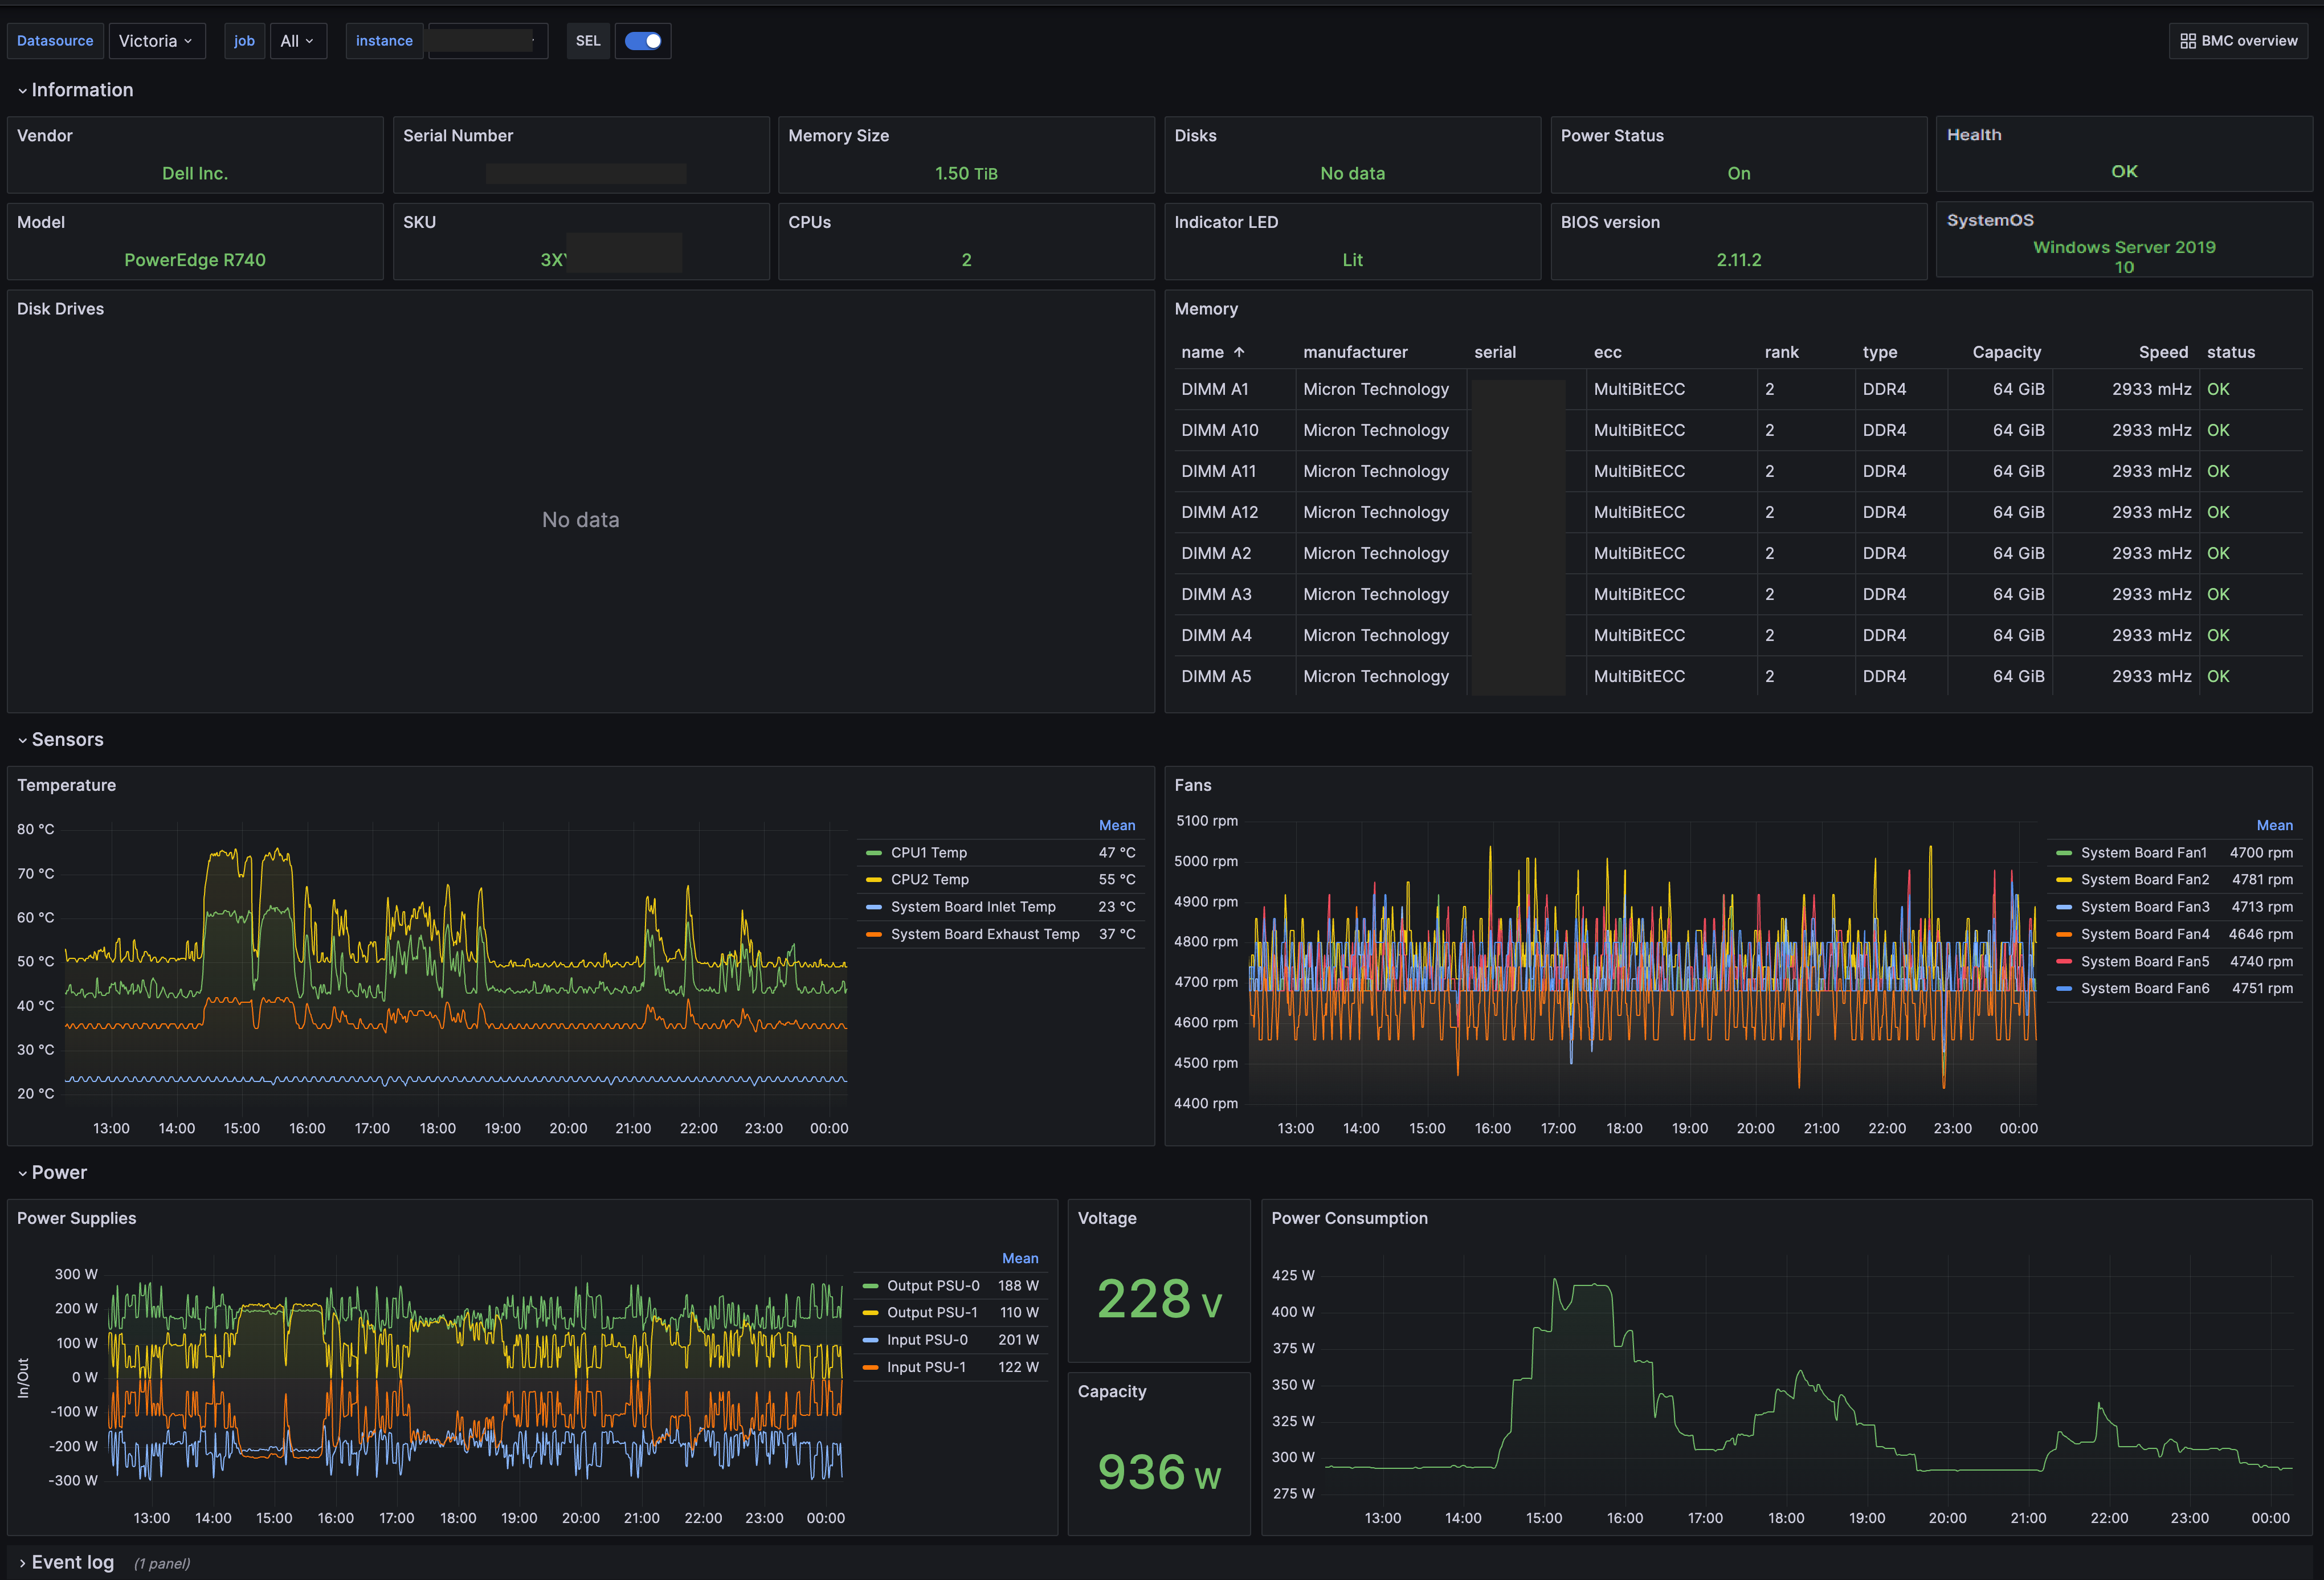 Datasource Victoria job All instance SEL BMC overview
Information
Vendor
Dell Inc.
Serial Number
Memory Size
1.50 TiB
Disks
No data
Power Status
On
Health
OK
Model
PowerEdge R740
SKU
3X
CPUs
2
Indicator LED
Lit
BIOS version
2.11.2
SystemOS
Windows Server 2019
10
Disk Drives
No data
Memory
name manufacturer serial ecc rank type Capacity Speed status
DIMM A1 Micron Technology MultiBitECC 2 DDR4 64 GiB 2933 mHz OK
DIMM A10 Micron Technology MultiBitECC 2 DDR4 64 GiB 2933 mHz OK
DIMM A11 Micron Technology MultiBitECC 2 DDR4 64 GiB 2933 mHz OK
DIMM A12 Micron Technology MultiBitECC 2 DDR4 64 GiB 2933 mHz OK
DIMM A2 Micron Technology MultiBitECC 2 DDR4 64 GiB 2933 mHz OK
DIMM A3 Micron Technology MultiBitECC 2 DDR4 64 GiB 2933 mHz OK
DIMM A4 Micron Technology MultiBitECC 2 DDR4 64 GiB 2933 mHz OK
DIMM A5 Micron Technology MultiBitECC 2 DDR4 64 GiB 2933 mHz OK
Sensors
Temperature
80 °C
70 °C
60 °C
50 °C
40 °C
30 °C
20 °C
13:00 14:00 15:00 16:00 17:00 18:00 19:00 20:00 21:00 22:00 23:00 00:00
Mean
CPU1 Temp 47 °C
CPU2 Temp 55 °C
System Board Inlet Temp 23 °C
System Board Exhaust Temp 37 °C
Fans
5100 rpm
5000 rpm
4900 rpm
4800 rpm
4700 rpm
4600 rpm
4500 rpm
4400 rpm
13:00 14:00 15:00 16:00 17:00 18:00 19:00 20:00 21:00 22:00 23:00 00:00
Mean
System Board Fan1 4700 rpm
System Board Fan2 4781 rpm
System Board Fan3 4713 rpm
System Board Fan4 4646 rpm
System Board Fan5 4740 rpm
System Board Fan6 4751 rpm
Power
Power Supplies
In/Out
300 W
200 W
100 W
0 W
-100 W
-200 W
-300 W
13:00 14:00 15:00 16:00 17:00 18:00 19:00 20:00 21:00 22:00 23:00 00:00
Mean
Output PSU-0 188 W
Output PSU-1 110 W
Input PSU-0 201 W
Input PSU-1 122 W
Voltage
228 V
Capacity
936 W
Power Consumption
425 W
400 W
375 W
350 W
325 W
300 W
275 W
13:00 14:00 15:00 16:00 17:00 18:00 19:00 20:00 21:00 22:00 23:00 00:00
Event log (1 panel)